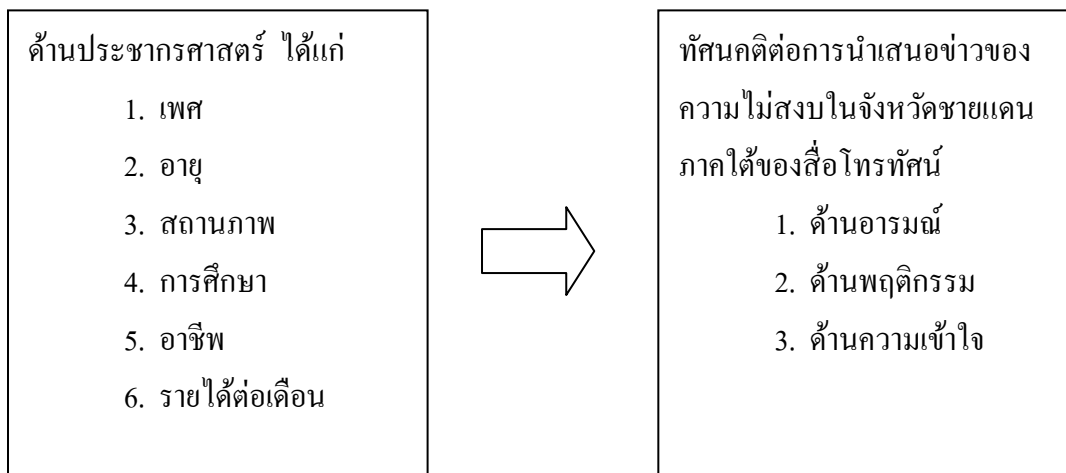 ด้านประชากรศาสตร์ ได้แก่
1. เพศ
2. อายุ
3. สถานภาพ
4. การศึกษา
5. อาชีพ
6. รายได้ต่อเดือน
ทัศนคติต่อการนำเสนอข่าวของ
ความไม่สงบในจังหวัดชายแดน
ภาคใต้ของสื่อโทรทัศน์
1. ด้านอารมณ์
2. ด้านพฤติกรรม
3. ด้านความเข้าใจ